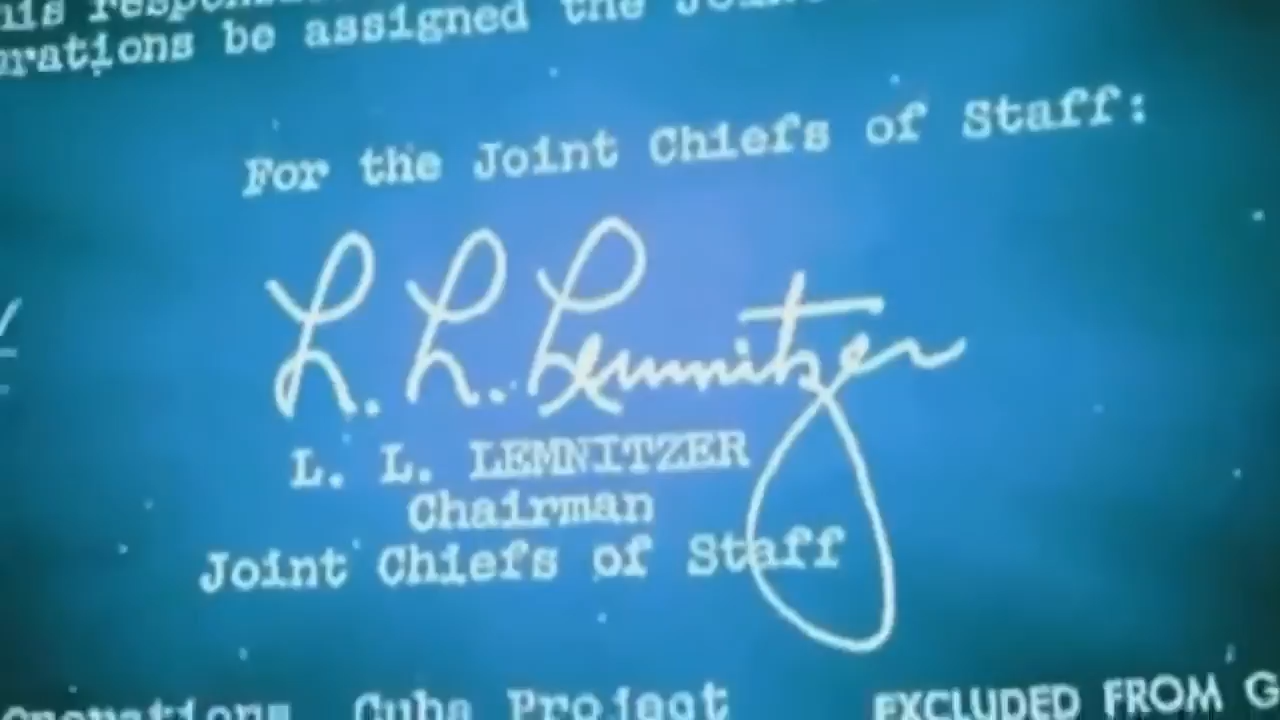 be assigned the
For the Joint Chiefs of Staff:
L. L. Lemnitzer
L. L. LEMNITZER
Chairman
Joint Chiefs of Staff
Operations, Cuba Project
EXCLUDED FROM